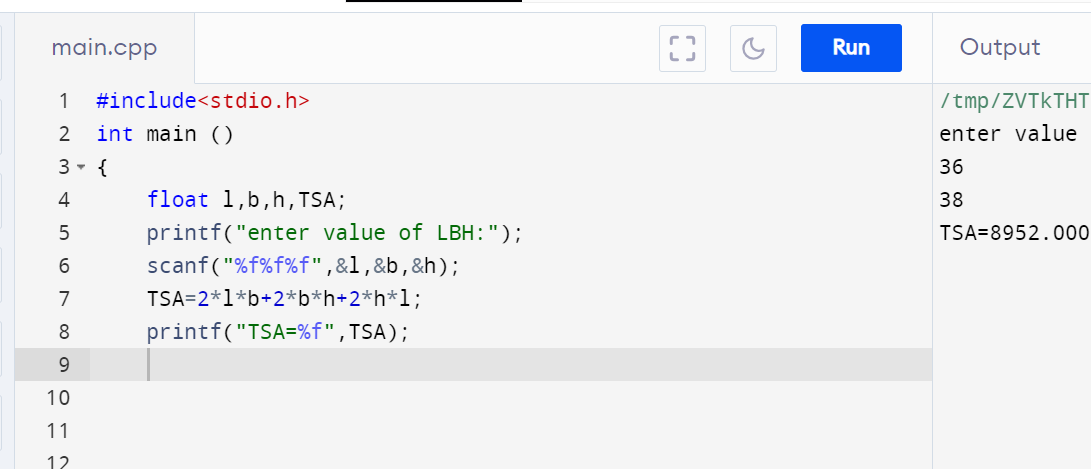 main.cpp
Run
Output
1 #include<stdio.h>
2 int main ()
3 {
4 float l,b,h,TSA;
5 printf("enter value of LBH:");
6 scanf("%f%f%f",&l,&b,&h);
7 TSA=2*l*b+2*b*h+2*h*l;
8 printf("TSA=%f",TSA);
9
10
11
12
/tmp/ZVTkTHT
enter value
36
38
TSA=8952.000